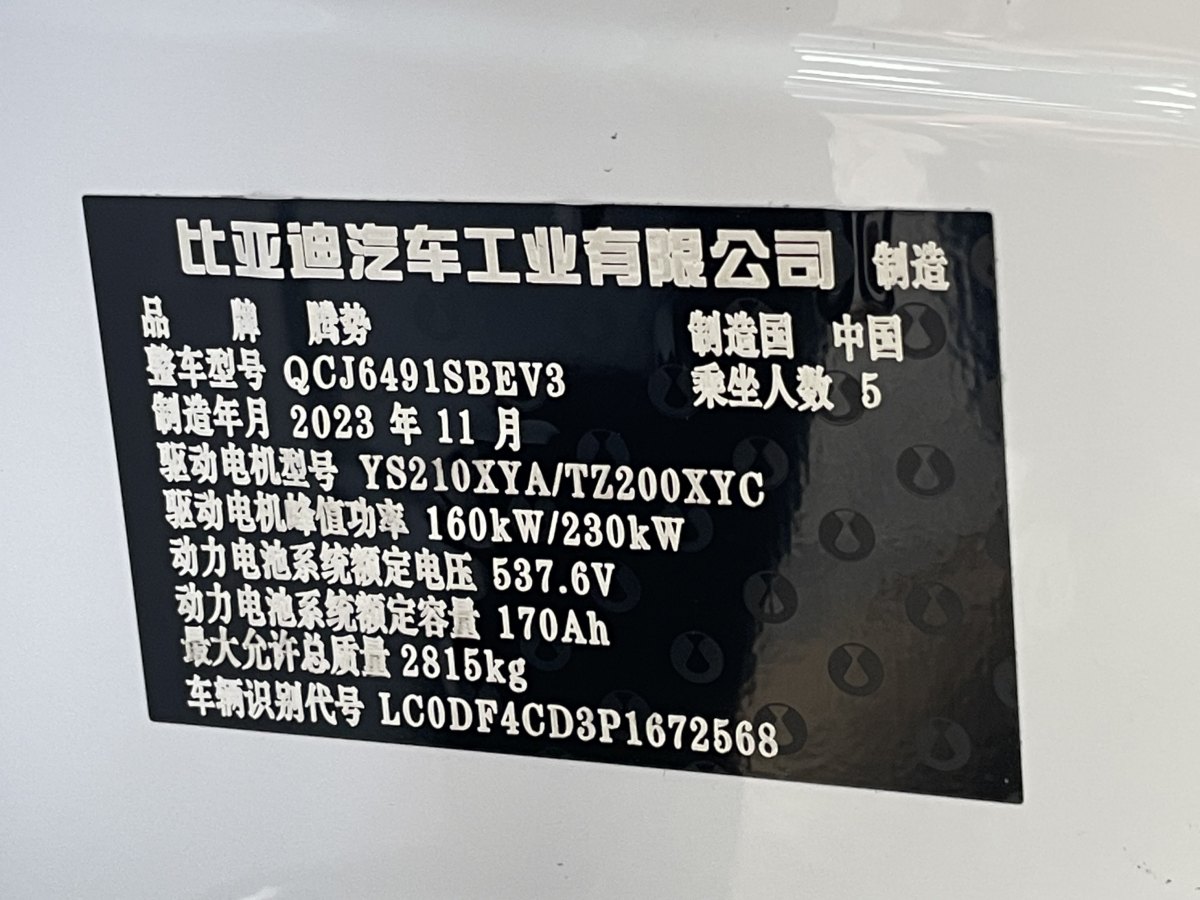 比亚迪汽车工业有限公司 制造
品 牌 腾势 制造国 中国
整车型号 QCJ6491SBEV3 乘坐人数 5
制造年月 2023 年 11 月
驱动电机型号 YS210XYA/TZ200XYC
驱动电机峰值功率 160kW/230kW
动力电池系统额定电压 537.6V
动力电池系统额定容量 170Ah
最大允许总质量 2815kg
车辆识别代号 LC0DF4CD3P1672568